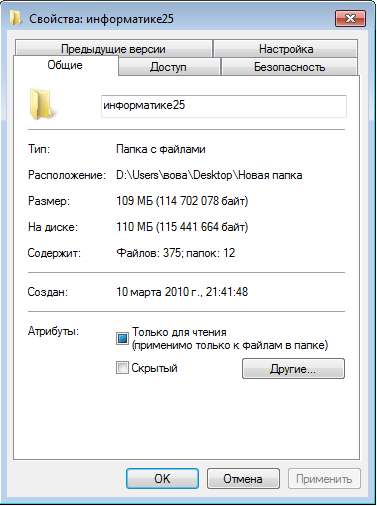 Свойства: информатике25
Предыдущие версии
Настройка
Общие
Доступ
Безопасность
информатике25
Тип: Папка с файлами
Расположение: D:\Users\вова\Desktop\Новая папка
Размер: 109 МБ (114 702 078 байт)
На диске: 110 МБ (115 441 664 байт)
Содержит: Файлов: 375; папок: 12
Создан: 10 марта 2010 г., 21:41:48
Атрибуты: Только для чтения
(применимо только к файлам в папке)
Скрытый
Другие...
OK
Отмена
Применить